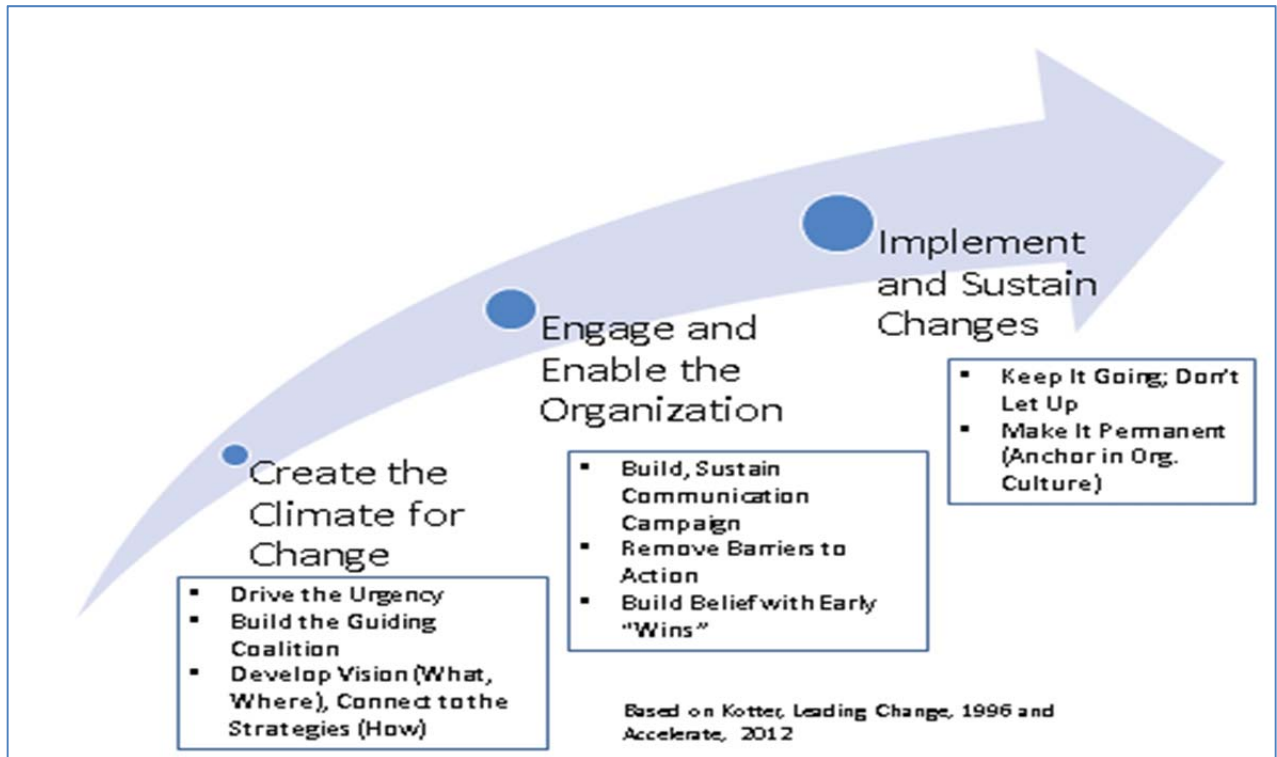 Create the
Climate for
Change
▪ Drive the Urgency
▪ Build the Guiding
Coalition
▪ Develop Vision (What,
Where), Connect to the
Strategies (How)
Engage and
Enable the
Organization
▪ Build, Sustain
Communication
Campaign
▪ Remove Barriers to
Action
▪ Build Belief with Early
“Wins”
Implement
and Sustain
Changes
▪ Keep It Going; Don’t
Let Up
▪ Make It Permanent
(Anchor in Org.
Culture)
Based on Kotter, Leading Change, 1996 and
Accelerate, 2012